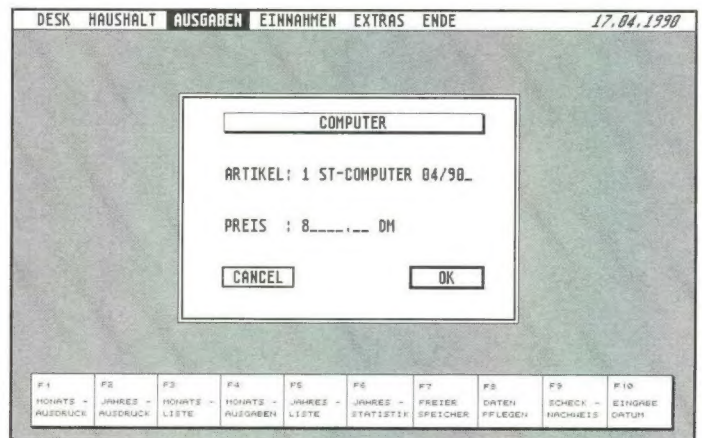 DESK HAUSHALT AUSGABEN EINNAHMEN EXTRAS ENDE 17.04.1990
COMPUTER
ARTIKEL: 1 ST-COMPUTER 04/90_
PREIS : 8____.__ DM
CANCEL OK
F1 F2 F3 F4 F5 F6 F7 F8 F9 F10
MONATS - JAHRES - MONATS - MONATS - JAHRES - JAHRES - FREIER DATEN SCHECK - EINGABE
AUSDRUCK AUSDRUCK LISTE AUSGABEN LISTE STATISTIK SPEICHER PFLEGEN NACHWEIS DATUM